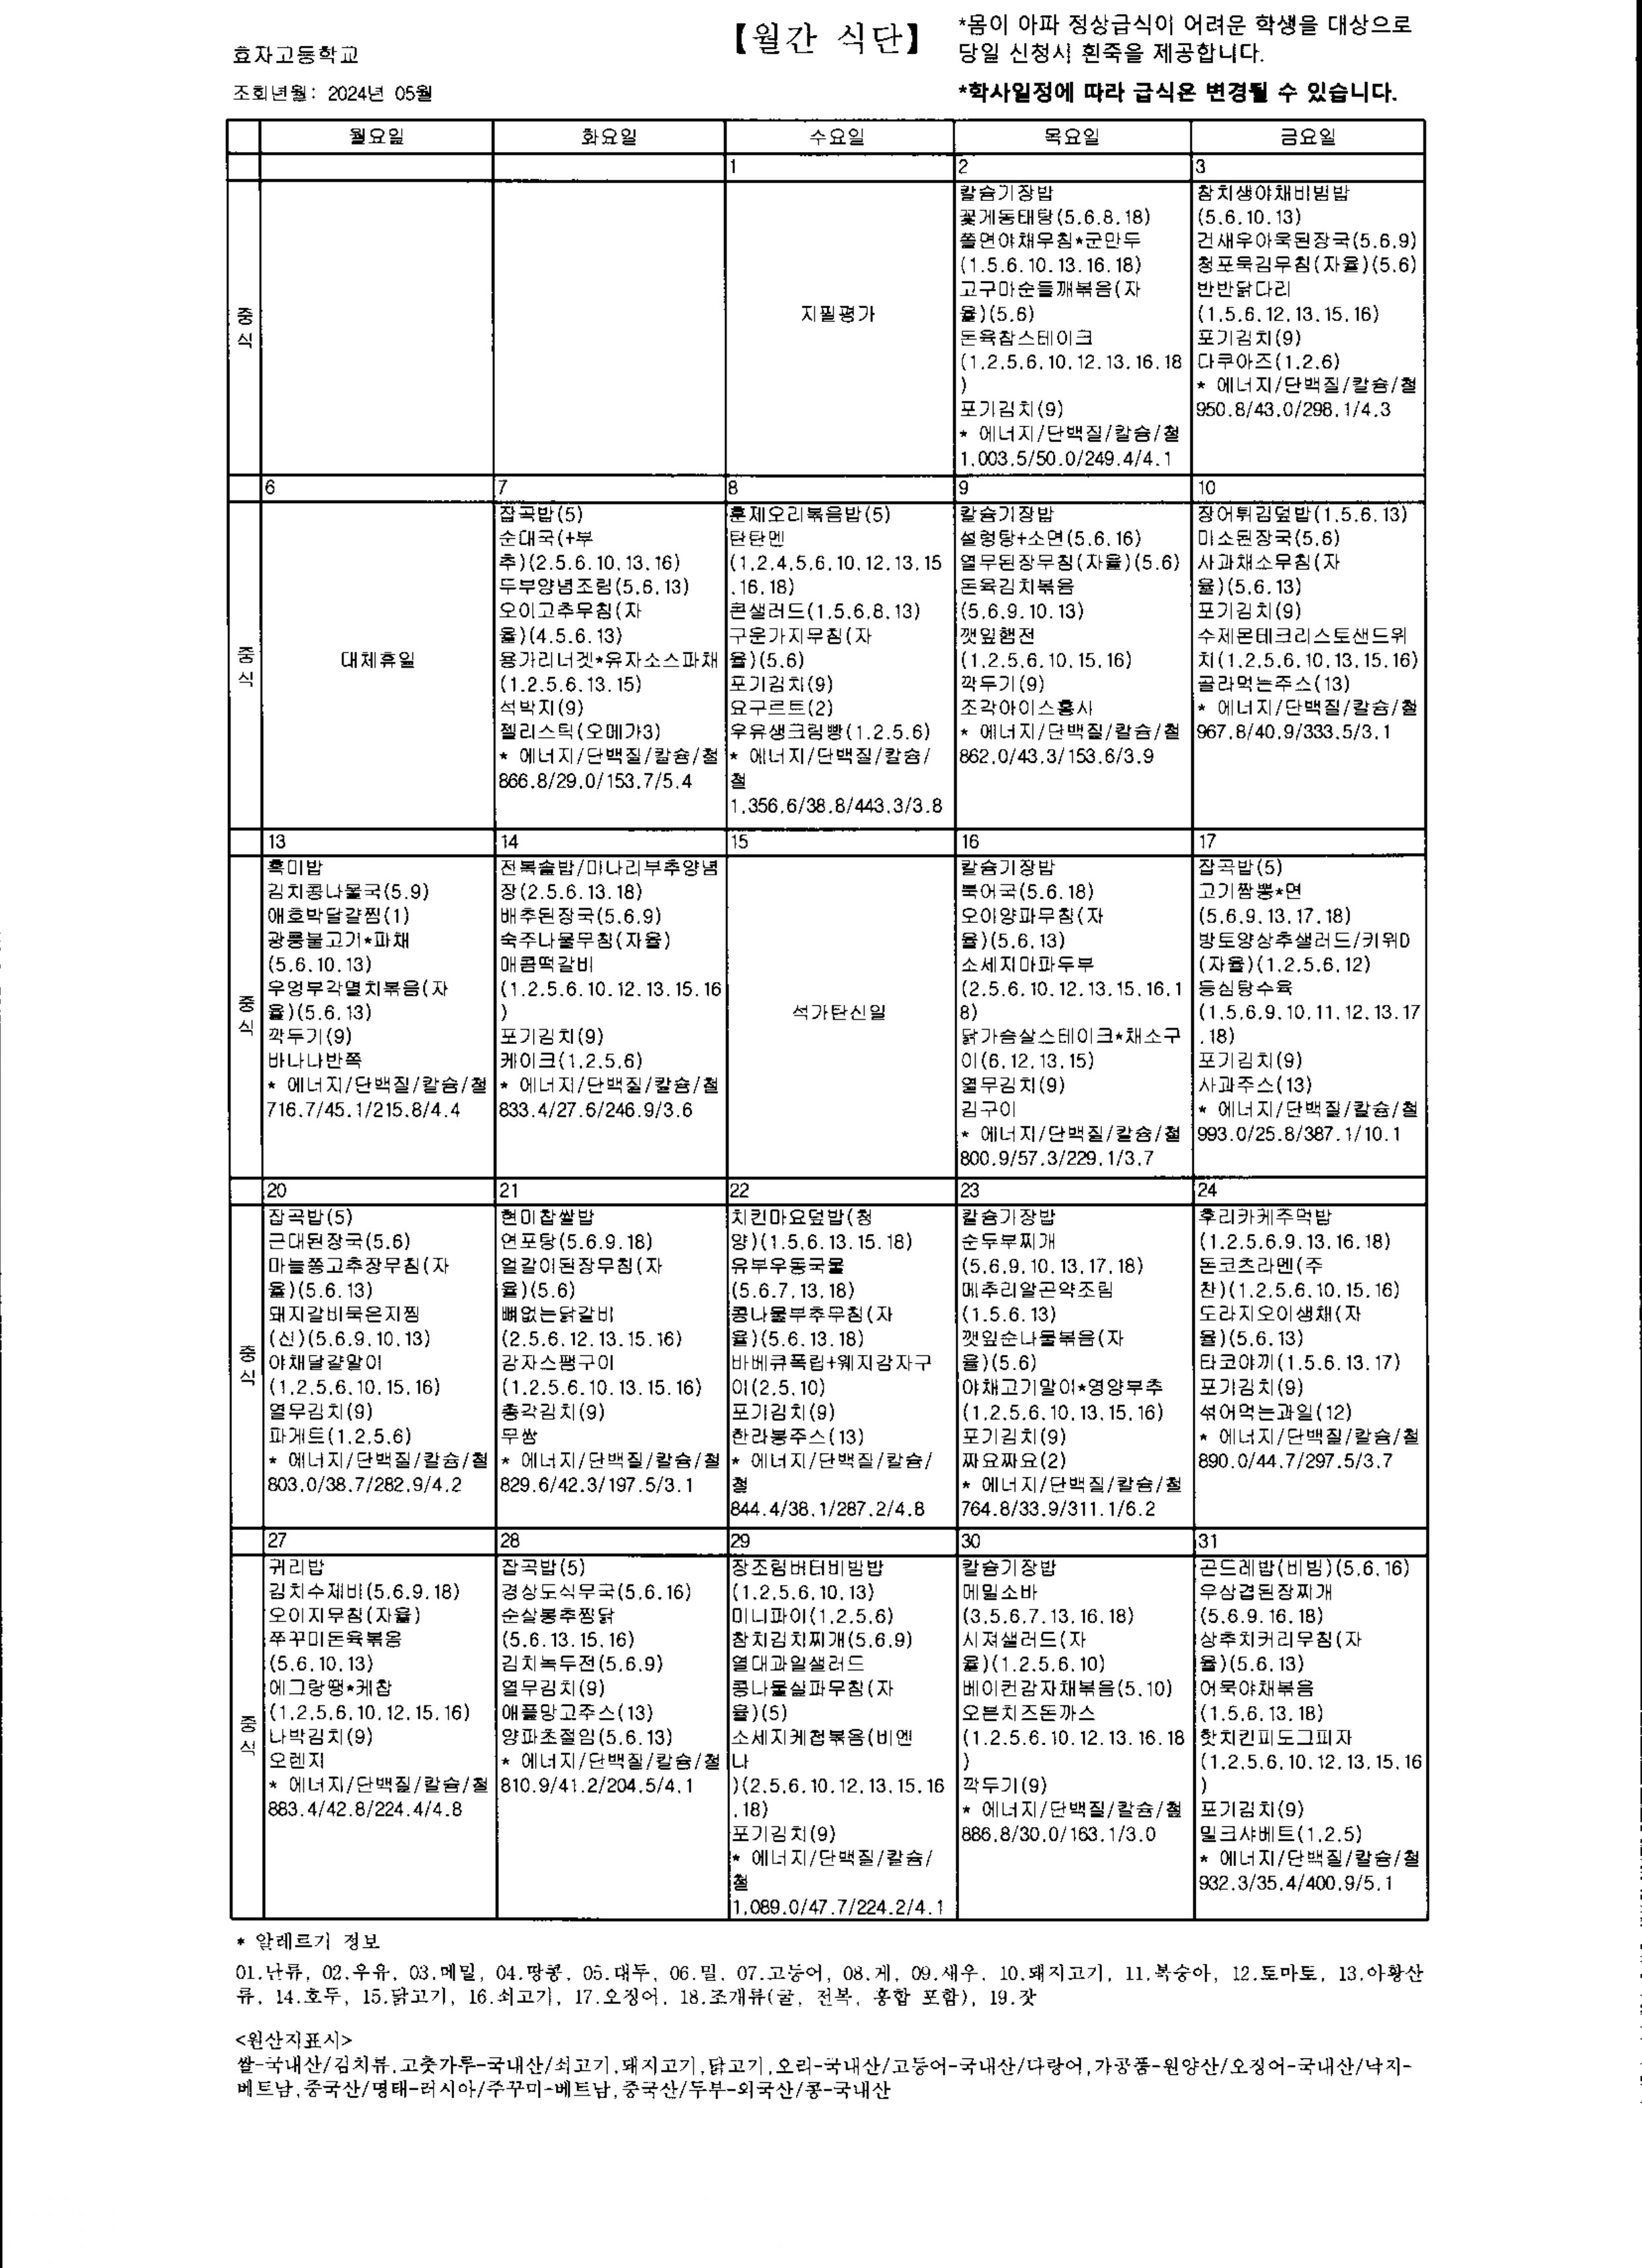 효자고등학교
조회년월: 2024년 05월
【월간 식단】
*몸이 아파 정상급식이 어려운 학생을 대상으로
당일 신청시 흰죽을 제공합니다.
*학사일정에 따라 급식은 변경될 수 있습니다.
월요일 화요일 수요일 목요일 금요일
1 2 3
중식
지필평가
칼슘기장밥
꽃게동태탕(5.6.8.18)
쫄면야채무침*군만두
(1.5.6.10.13.16.18)
고구마순들깨볶음(자
율)(5.6)
돈육참스테이크
(1.2.5.6.10.12.13.16.18
)
포기김치(9)
* 에너지/단백질/칼슘/철
1,003.5/50.0/249.4/4.1
참치생야채비빔밥
(5.6.10.13)
건새우아욱된장국(5.6.9)
청포묵김무침(자율)(5.6)
반반닭다리
(1.5.6.12.13.15.16)
포기김치(9)
다쿠아즈(1.2.6)
* 에너지/단백질/칼슘/철
950.8/43.0/298.1/4.3
6 7 8 9 10
중식
대체휴일
잡곡밥(5)
순대국(+부
추)(2.5.6.10.13.16)
두부양념조림(5.6.13)
오이고추무침(자
율)(4.5.6.13)
용가리너겟*유자소스파채
(1.2.5.6.13.15)
석박지(9)
젤리스틱(오메가3)
* 에너지/단백질/칼슘/철
866.8/29.0/153.7/5.4
훈제오리볶음밥(5)
탄탄멘
(1.2.4.5.6.10.12.13.15
.16.18)
콘샐러드(1.5.6.8.13)
구운가지무침(자
율)(5.6)
포기김치(9)
요구르트(2)
우유생크림빵(1.2.5.6)
* 에너지/단백질/칼슘/
철
1,356.6/38.8/443.3/3.8
칼슘기장밥
설렁탕+소면(5.6.16)
열무된장무침(자율)(5.6)
돈육김치볶음
(5.6.9.10.13)
깻잎햄전
(1.2.5.6.10.15.16)
깍두기(9)
조각아이스홍시
* 에너지/단백질/칼슘/철
862.0/43.3/153.6/3.9
장어튀김덮밥(1.5.6.13)
미소된장국(5.6)
사과채소무침(자
율)(5.6.13)
포기김치(9)
수제몬테크리스토샌드위
치(1.2.5.6.10.13.15.16)
골라먹는주스(13)
* 에너지/단백질/칼슘/철
967.8/40.9/333.5/3.1
13 14 15 16 17
중식
흑미밥
김치콩나물국(5.9)
애호박달걀찜(1)
광릉불고기*파채
(5.6.10.13)
우엉부각멸치볶음(자
율)(5.6.13)
깍두기(9)
바나나반쪽
* 에너지/단백질/칼슘/철
716.7/45.1/215.8/4.4
전복솥밥/미나리부추양념
장(2.5.6.13.18)
배추된장국(5.6.9)
숙주나물무침(자율)
매콤떡갈비
(1.2.5.6.10.12.13.15.16
)
포기김치(9)
케이크(1.2.5.6)
* 에너지/단백질/칼슘/철
833.4/27.6/246.9/3.6
석가탄신일
칼슘기장밥
북어국(5.6.18)
오이양파무침(자
율)(5.6.13)
소세지마파두부
(2.5.6.10.12.13.15.16.1
8)
닭가슴살스테이크*채소구
이(6.12.13.15)
열무김치(9)
김구이
* 에너지/단백질/칼슘/철
800.9/57.3/229.1/3.7
잡곡밥(5)
고기짬뽕*면
(5.6.9.13.17.18)
방토양상추샐러드/키위D
(자율)(1.2.5.6.12)
등심탕수육
(1.5.6.9.10.11.12.13.17
.18)
포기김치(9)
사과주스(13)
* 에너지/단백질/칼슘/철
993.0/25.8/387.1/10.1
20 21 22 23 24
중식
잡곡밥(5)
근대된장국(5.6)
마늘쫑고추장무침(자
율)(5.6.13)
돼지갈비묵은지찜
(신)(5.6.9.10.13)
야채달걀말이
(1.2.5.6.10.15.16)
열무김치(9)
파게트(1.2.5.6)
* 에너지/단백질/칼슘/철
803.0/38.7/282.9/4.2
현미찹쌀밥
연포탕(5.6.9.18)
얼갈이된장무침(자
율)(5.6)
뼈없는닭갈비
(2.5.6.12.13.15.16)
감자스팸구이
(1.2.5.6.10.13.15.16)
총각김치(9)
무쌈
* 에너지/단백질/칼슘/철
829.6/42.3/197.5/3.1
치킨마요덮밥(청
양)(1.5.6.13.15.18)
유부우동국물
(5.6.7.13.18)
콩나물부추무침(자
율)(5.6.13.18)
바베큐폭립+웨지감자구
이(2.5.10)
포기김치(9)
한라봉주스(13)
* 에너지/단백질/칼슘/
철
844.4/38.1/287.2/4.8
칼슘기장밥
순두부찌개
(5.6.9.10.13.17.18)
메추리알곤약조림
(1.5.6.13)
깻잎순나물볶음(자
율)(5.6)
야채고기말이*영양부추
(1.2.5.6.10.13.15.16)
포기김치(9)
짜요짜요(2)
* 에너지/단백질/칼슘/철
764.8/33.9/311.1/6.2
후리카케주먹밥
(1.2.5.6.9.13.16.18)
돈코츠라멘(주
찬)(1.2.5.6.10.15.16)
도라지오이생채(자
율)(5.6.13)
타코야끼(1.5.6.13.17)
포기김치(9)
섞어먹는과일(12)
* 에너지/단백질/칼슘/철
890.0/44.7/297.5/3.7
27 28 29 30 31
중식
귀리밥
김치수제비(5.6.9.18)
오이지무침(자율)
쭈꾸미돈육볶음
(5.6.10.13)
에그랑땡*케찹
(1.2.5.6.10.12.15.16)
나박김치(9)
오렌지
* 에너지/단백질/칼슘/철
883.4/42.8/224.4/4.8
잡곡밥(5)
경상도식무국(5.6.16)
순살봉추찜닭
(5.6.13.15.16)
김치녹두전(5.6.9)
열무김치(9)
애플망고주스(13)
양파초절임(5.6.13)
* 에너지/단백질/칼슘/철
810.9/41.2/204.5/4.1
장조림버터비빔밥
(1.2.5.6.10.13)
미니파이(1.2.5.6)
참치김치찌개(5.6.9)
열대과일샐러드
콩나물실파무침(자
율)(5)
소세지케첩볶음(비엔
나
)(2.5.6.10.12.13.15.16
.18)
포기김치(9)
* 에너지/단백질/칼슘/
철
1,089.0/47.7/224.2/4.1
칼슘기장밥
메밀소바
(3.5.6.7.13.16.18)
시저샐러드(자
율)(1.2.5.6.10)
베이컨감자채볶음(5.10)
오븐치즈돈까스
(1.2.5.6.10.12.13.16.18
)
깍두기(9)
* 에너지/단백질/칼슘/철
886.8/30.0/163.1/3.0
곤드레밥(비빔)(5.6.16)
우삼겹된장찌개
(5.6.9.16.18)
상추치커리무침(자
율)(5.6.13)
어묵야채볶음
(1.5.6.13.18)
핫치킨피도그피자
(1.2.5.6.10.12.13.15.16
)
포기김치(9)
밀크샤베트(1.2.5)
* 에너지/단백질/칼슘/철
932.3/35.4/400.9/5.1
* 알레르기 정보
01.난류, 02.우유, 03.메밀, 04.땅콩, 05.대두, 06.밀, 07.고등어, 08.게, 09.새우, 10.돼지고기, 11.복숭아, 12.토마토, 13.아황산
류, 14.호두, 15.닭고기, 16.쇠고기, 17.오징어, 18.조개류(굴, 전복, 홍합 포함), 19.잣
<원산지표시>
쌀-국내산/김치류,고춧가루-국내산/쇠고기,돼지고기,닭고기,오리-국내산/고등어-국내산/다랑어,가공품-원양산/오징어-국내산/낙지-
베트남,중국산/명태-러시아/주꾸미-베트남,중국산/두부-외국산/콩-국내산